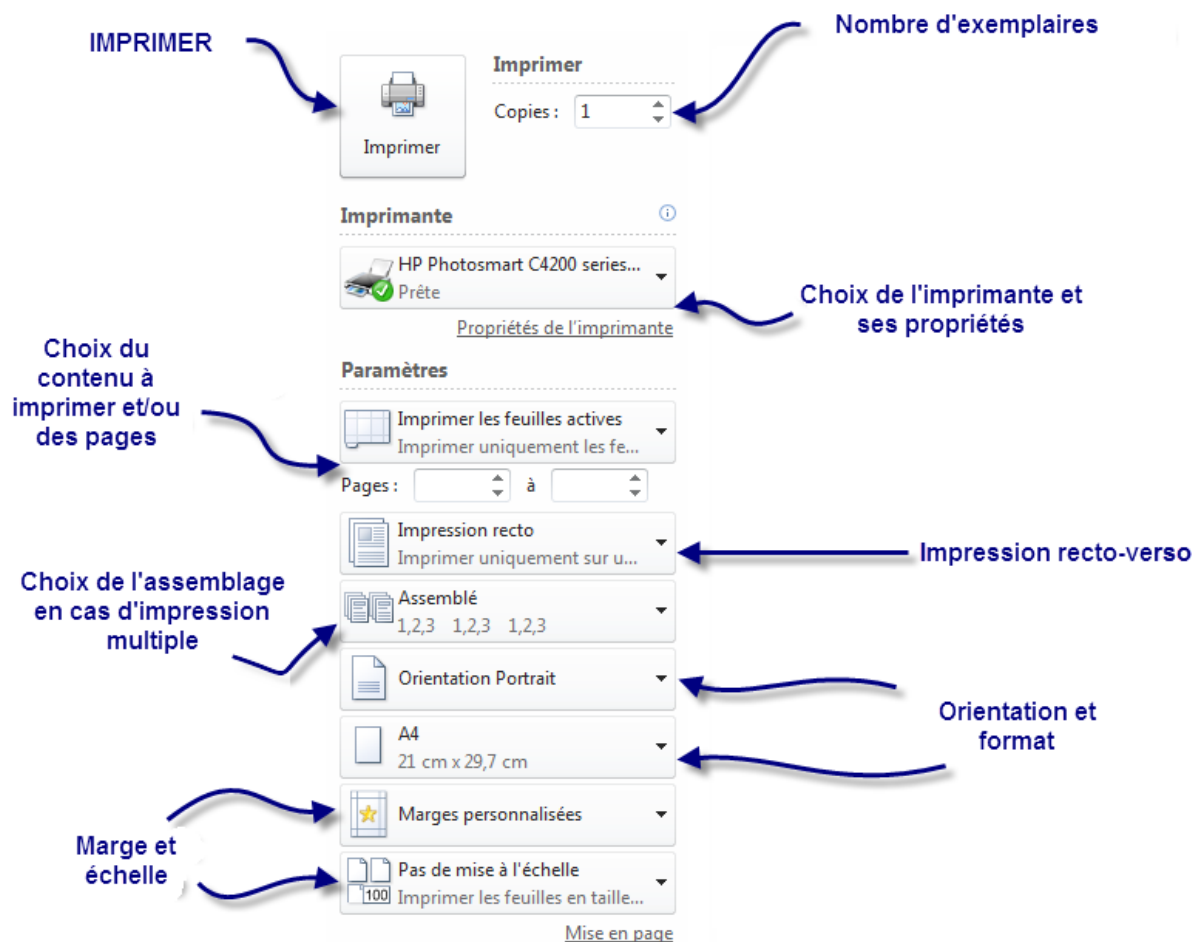 IMPRIMER
Nombre d'exemplaires
Imprimer
Copies : 1
Imprimer
Imprimante
HP Photosmart C4200 series...
Prête
Choix de l'imprimante et
ses propriétés
Propriétés de l'imprimante
Choix du
contenu à
imprimer et/ou
des pages
Paramètres
Imprimer les feuilles actives
Imprimer uniquement les fe...
Pages : à
Impression recto
Imprimer uniquement sur u...
Impression recto-verso
Choix de l'assemblage
en cas d'impression
multiple
Assemblé
1,2,3 1,2,3 1,2,3
Orientation Portrait
Orientation et
format
A4
21 cm x 29,7 cm
Marges personnalisées
Marge et
échelle
Pas de mise à l'échelle
100 Imprimer les feuilles en taille...
Mise en page